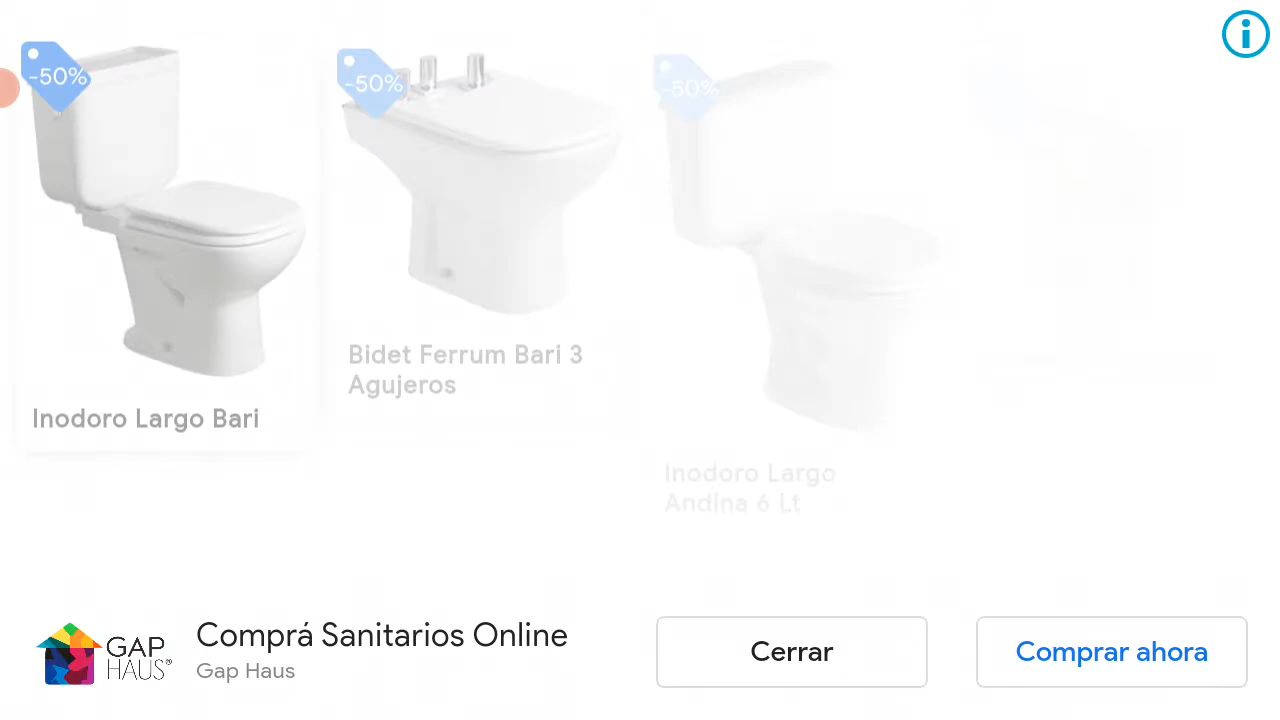 -50%
-50%
-50%
Inodoro Largo Bari
Bidet Ferrum Bari 3
Agujeros
Inodoro Largo
Andina 6 Lt
GAP
HAUS®
Comprá Sanitarios Online
Gap Haus
Cerrar
Comprar ahora